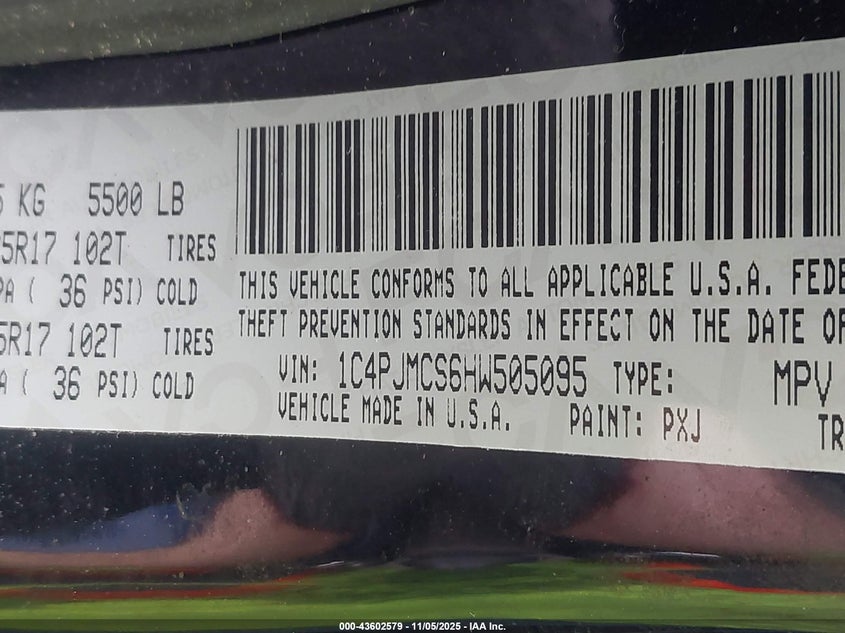 KG 5500 LB
5R17 102T TIRES
PA ( 36 PSI) COLD
5R17 102T TIRES
A ( 36 PSI) COLD
THIS VEHICLE CONFORMS TO ALL APPLICABLE U.S.A. FEDE
THEFT PREVENTION STANDARDS IN EFFECT ON THE DATE OF
VIN: 1C4PJMCS6HW505095 TYPE: MPV
VEHICLE MADE IN U.S.A. PAINT: PXJ
TR
000-43602579 - 11/05/2025 - IAA Inc.